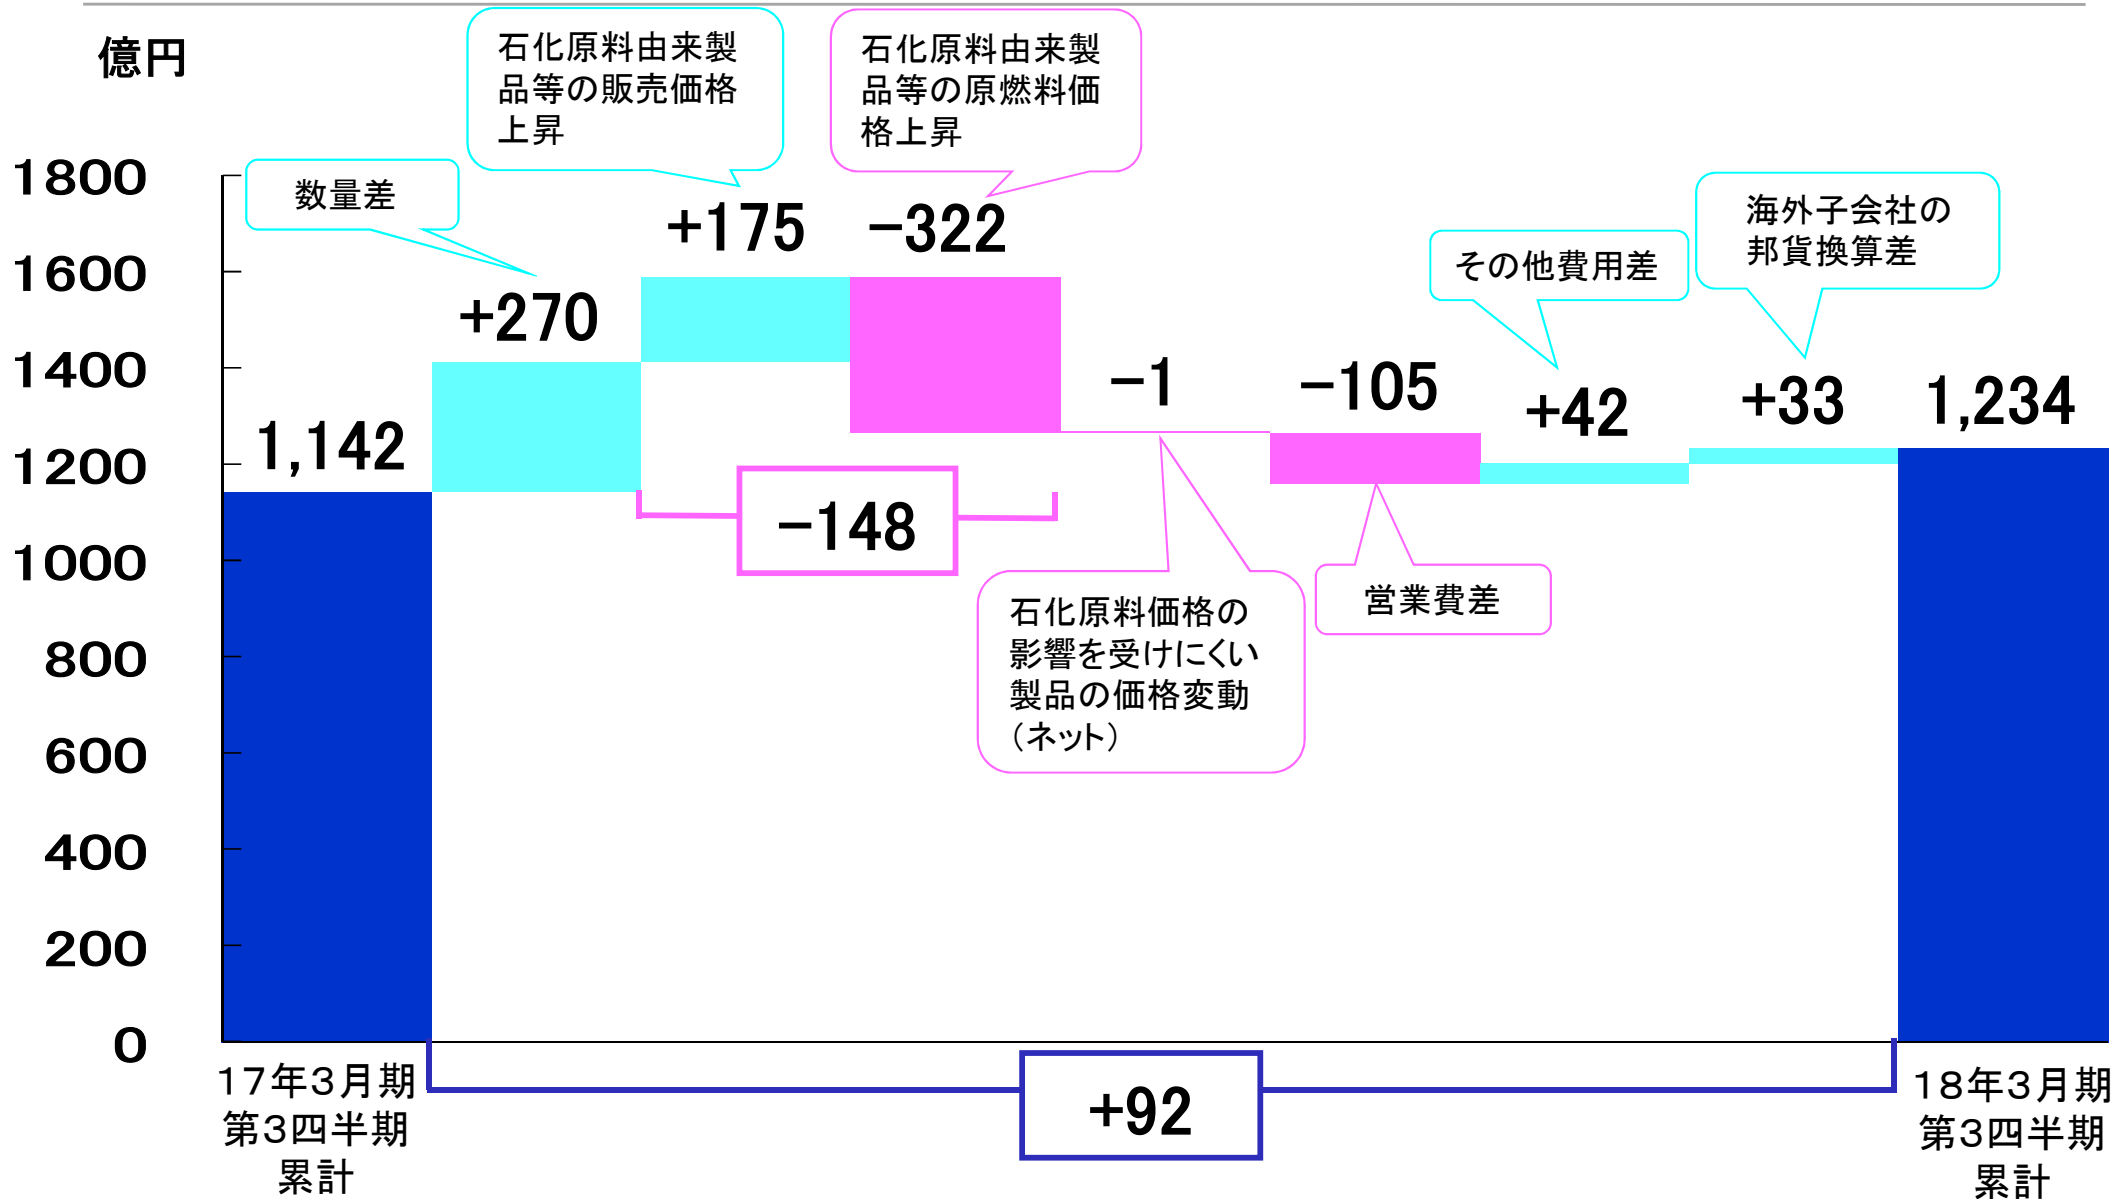 億円
1800
1600
1400
1200
1000
800
600
400
200
0
数量差
石化原料由来製
品等の販売価格
上昇
石化原料由来製
品等の原燃料価
格上昇
その他費用差
海外子会社の
邦貨換算差
1,142
+270
+175
−322
−1
−105
+42
+33
1,234
−148
石化原料価格の
影響を受けにくい
製品の価格変動
（ネット）
営業費差
+92
17年3月期
第3四半期
累計
18年3月期
第3四半期
累計